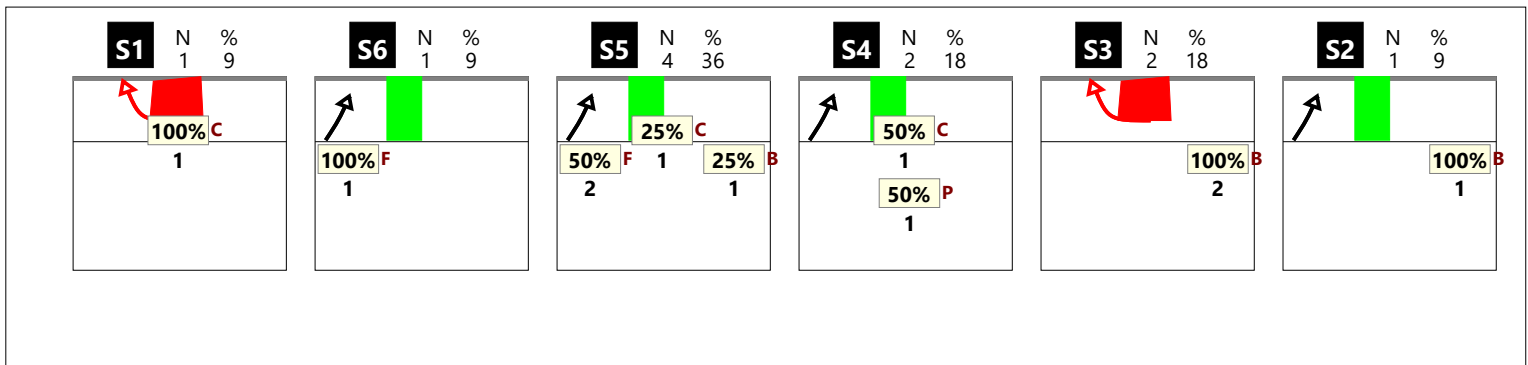 S1 N %
1 9
100% C
1
S6 N %
1 9
100% F
1
S5 N %
4 36
25% C
1
50% F
2
25% B
1
S4 N %
2 18
50% C
1
50% P
1
S3 N %
2 18
100% B
2
S2 N %
1 9
100% B
1